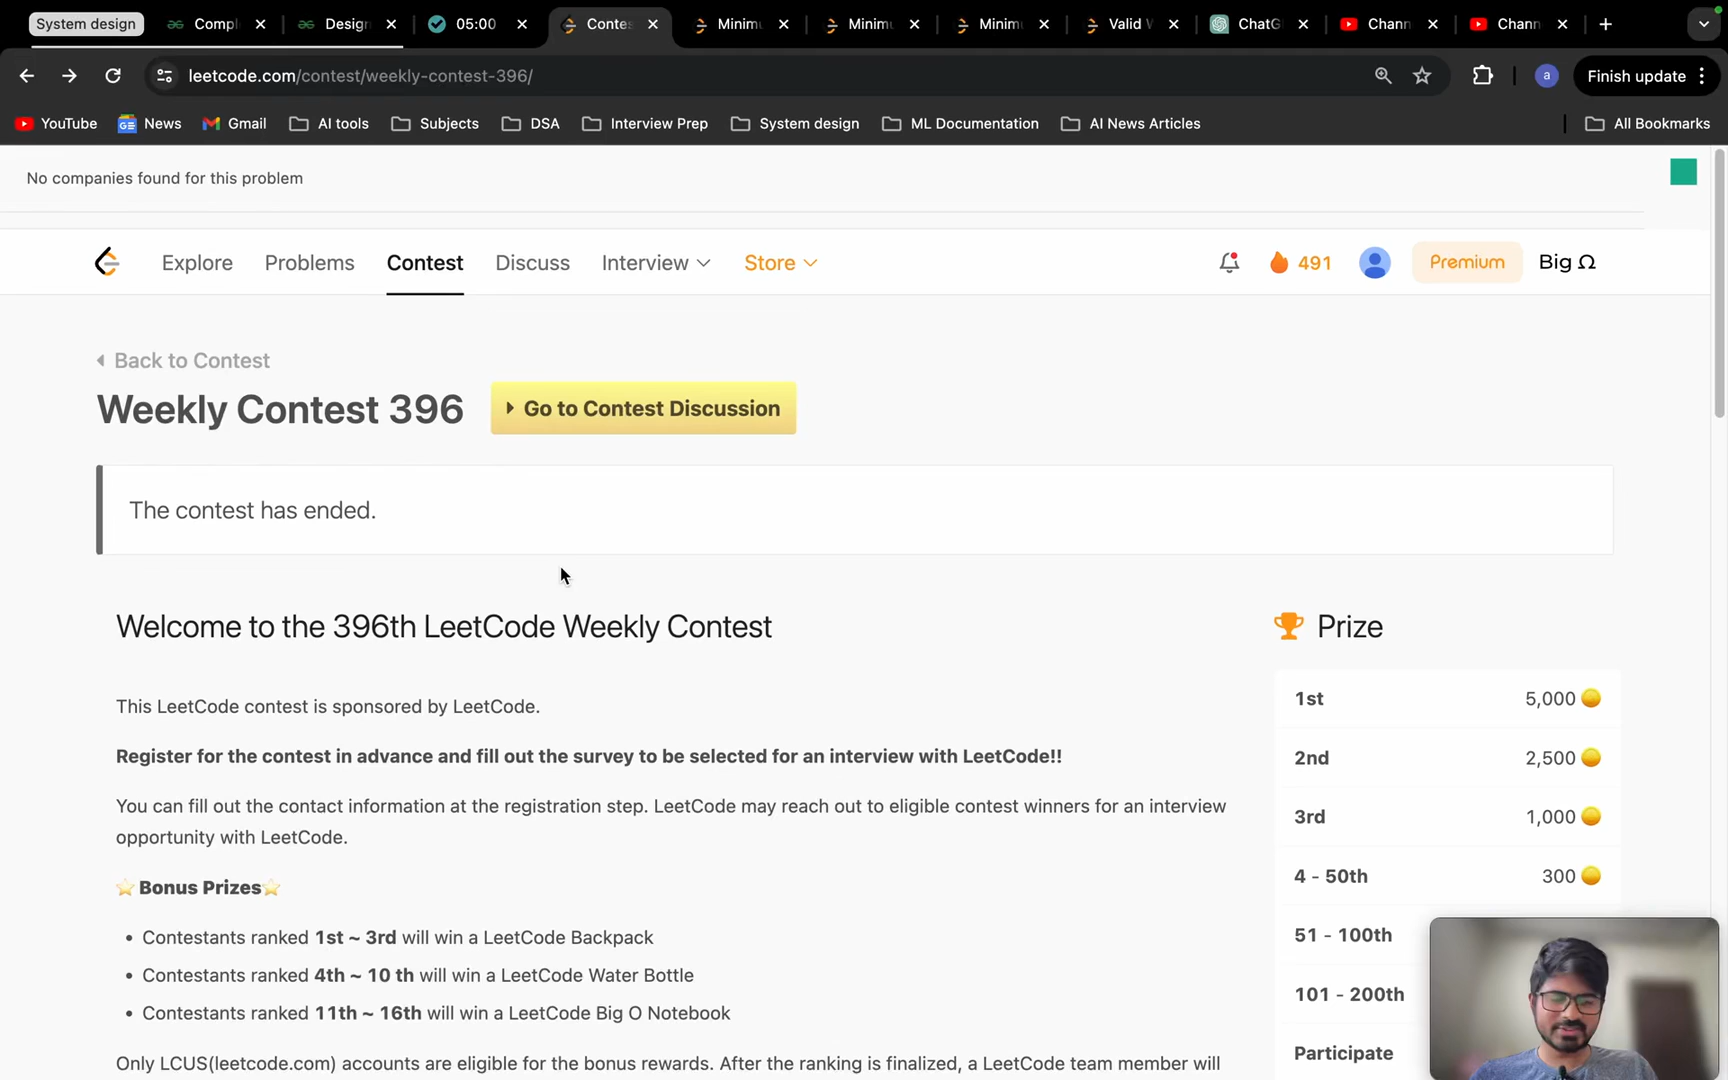 System design Compl Design 05:00 Contes Minim Minim Minim Valid ChatG Chann Chann
leetcode.com/contest/weekly-contest-396/ a Finish update
YouTube News Gmail AI tools Subjects DSA Interview Prep System design ML Documentation AI News Articles All Bookmarks
No companies found for this problem
Explore Problems Contest Discuss Interview Store 491 Premium Big Ω
Back to Contest
Weekly Contest 396 Go to Contest Discussion
The contest has ended.
Welcome to the 396th LeetCode Weekly Contest
Prize
This LeetCode contest is sponsored by LeetCode.
1st 5,000
Register for the contest in advance and fill out the survey to be selected for an interview with LeetCode!!
2nd 2,500
You can fill out the contact information at the registration step. LeetCode may reach out to eligible contest winners for an interview
opportunity with LeetCode.
3rd 1,000
4 - 50th 300
Bonus Prizes
Contestants ranked 1st ~ 3rd will win a LeetCode Backpack
51 - 100th
Contestants ranked 4th ~ 10 th will win a LeetCode Water Bottle
101 - 200th
Contestants ranked 11th ~ 16th will win a LeetCode Big O Notebook
Participate
Only LCUS(leetcode.com) accounts are eligible for the bonus rewards. After the ranking is finalized, a LeetCode team member will